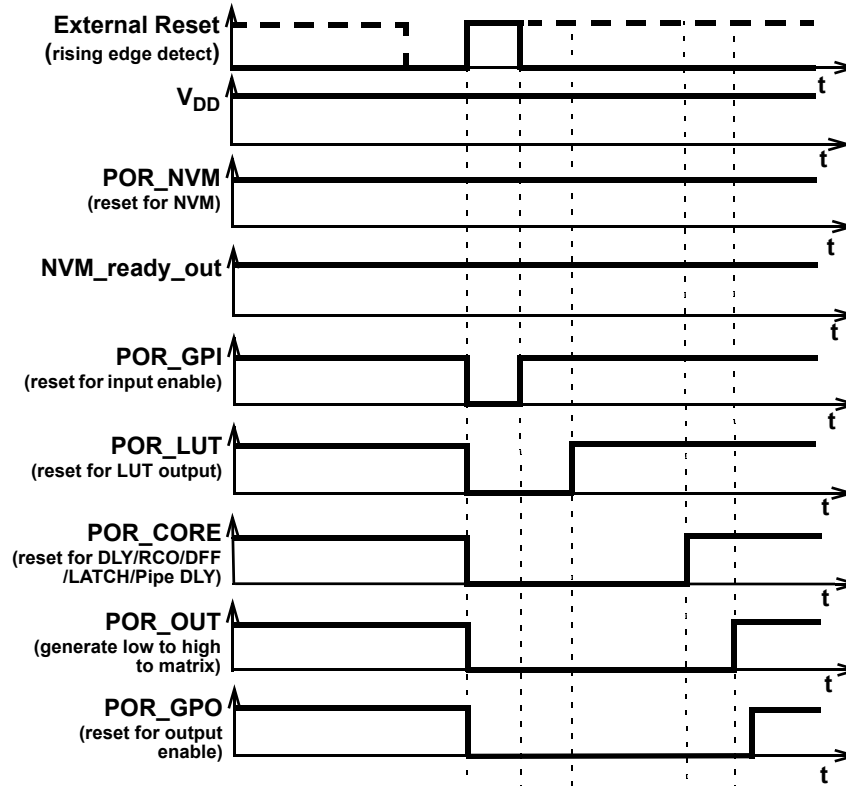 External Reset
(rising edge detect)
t
VDD
t
POR_NVM
(reset for NVM)
t
NVM_ready_out
t
POR_GPI
(reset for input enable)
t
POR_LUT
(reset for LUT output)
t
POR_CORE
(reset for DLY/RCO/DFF
/LATCH/Pipe DLY)
t
POR_OUT
(generate low to high
to matrix)
t
POR_GPO
(reset for output
enable)
t